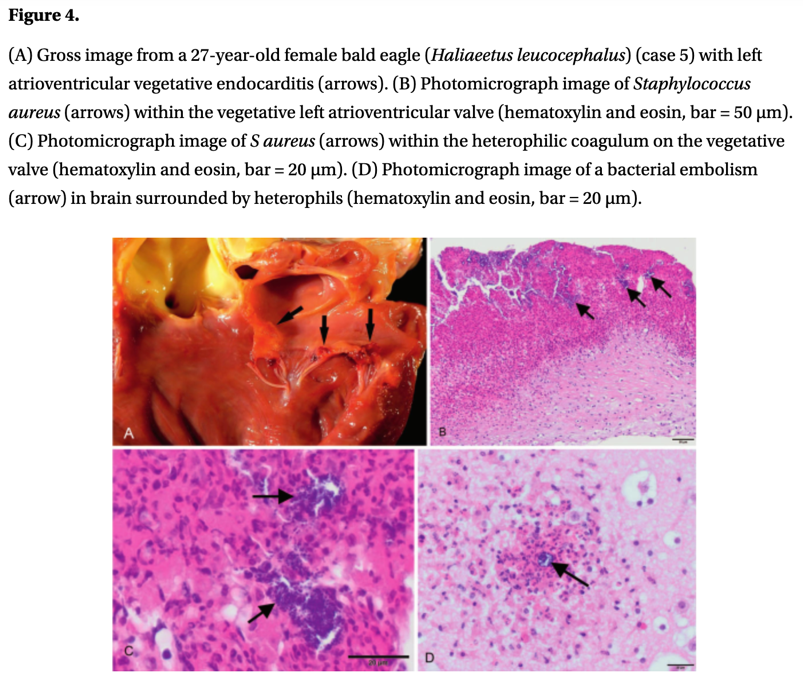 Figure 4.
(A) Gross image from a 27-year-old female bald eagle (Haliaeetus leucocephalus) (case 5) with left
atrioventricular vegetative endocarditis (arrows). (B) Photomicrograph image of Staphylococcus
aureus (arrows) within the vegetative left atrioventricular valve (hematoxylin and eosin, bar = 50 μm).
(C) Photomicrograph image of S aureus (arrows) within the heterophilic coagulum on the vegetative
valve (hematoxylin and eosin, bar = 20 μm). (D) Photomicrograph image of a bacterial embolism
(arrow) in brain surrounded by heterophils (hematoxylin and eosin, bar = 20 μm).
A
B
C
D